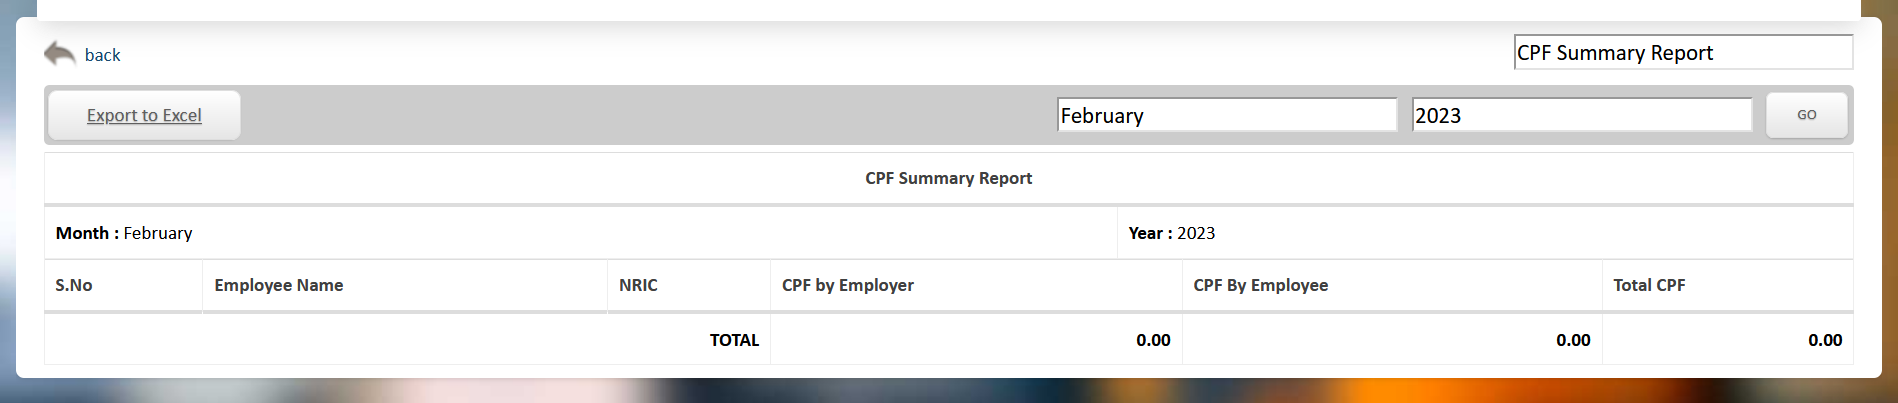 back
CPF Summary Report
Export to Excel
February
2023
GO
CPF Summary Report
Month : February
Year : 2023
S.No Employee Name NRIC CPF by Employer CPF By Employee Total CPF
TOTAL 0.00 0.00 0.00